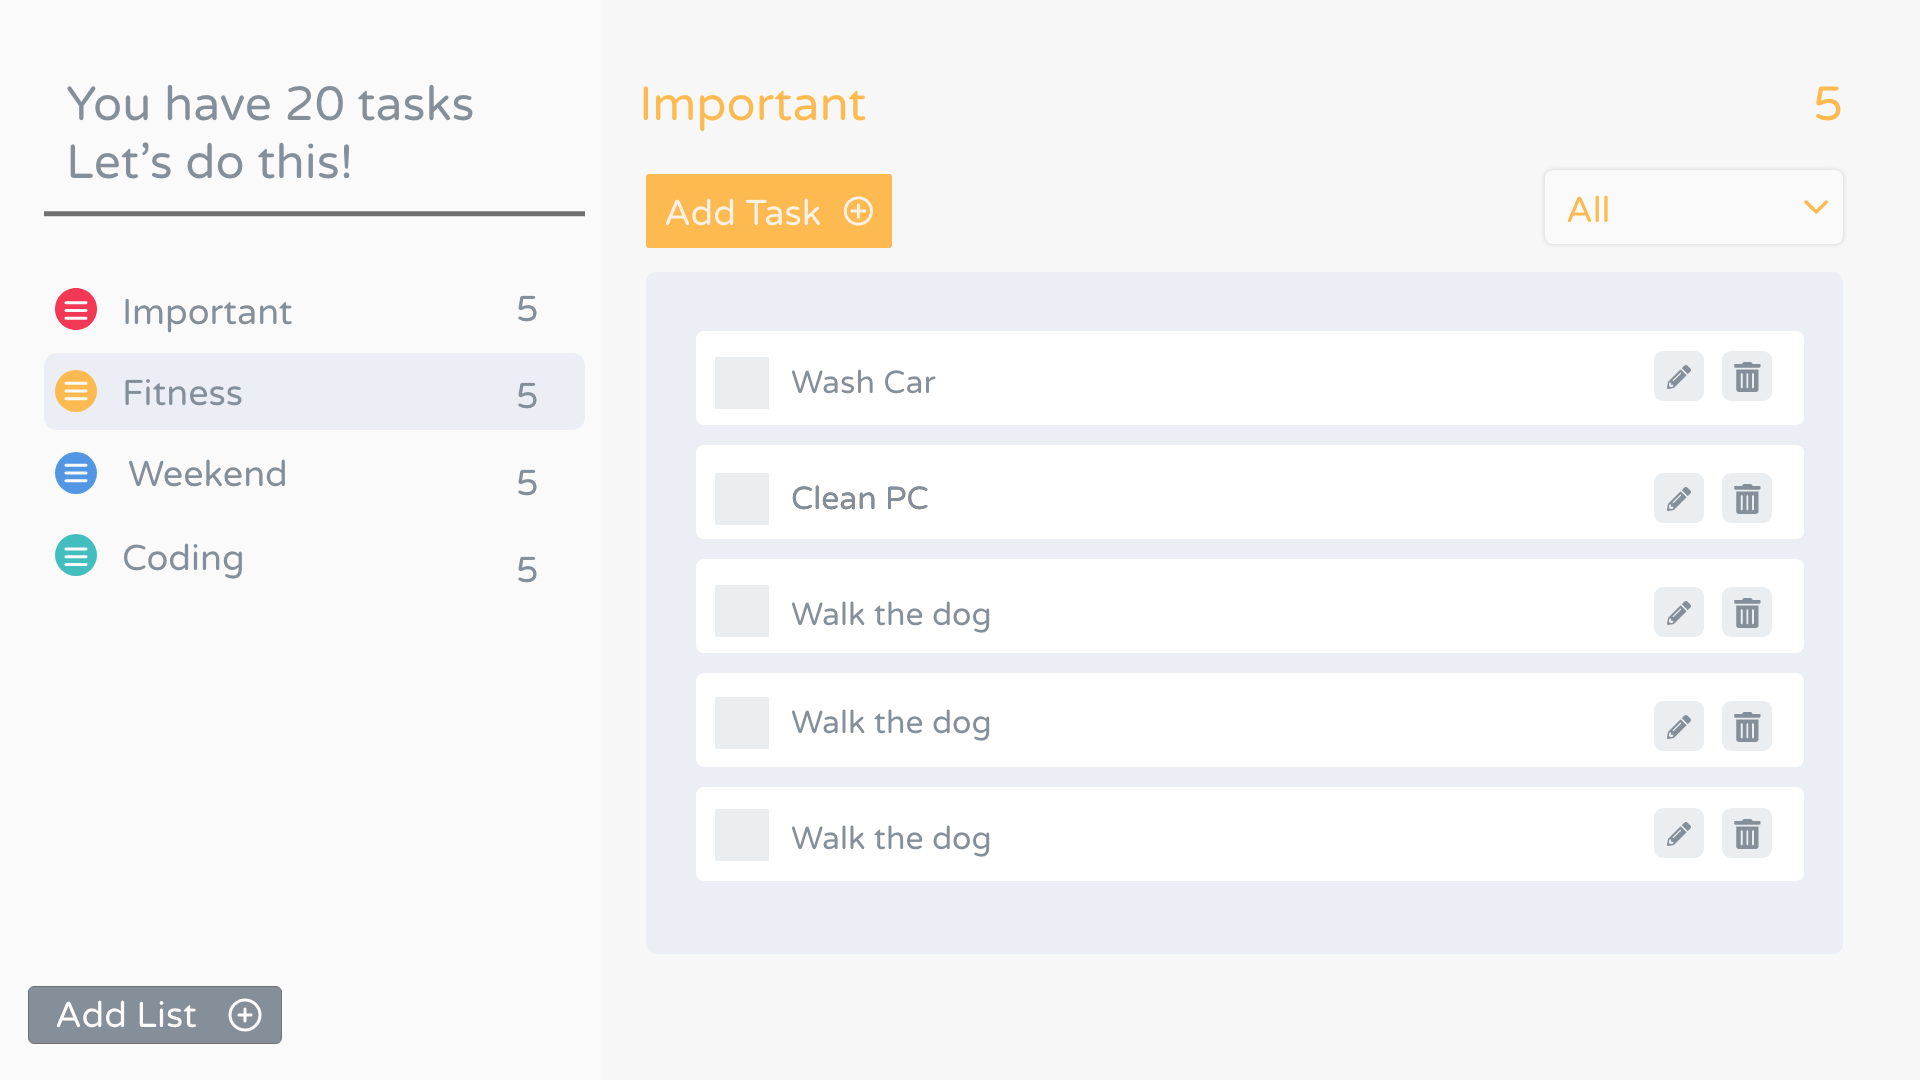 You have 20 tasks
Let’s do this!
Important 5
Fitness 5
Weekend 5
Coding 5
Add List
Important 5
Add Task
All
Wash Car
Clean PC
Walk the dog
Walk the dog
Walk the dog